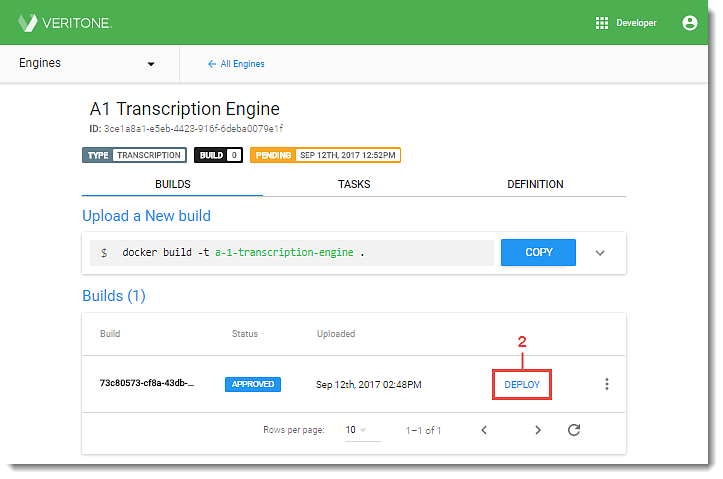 VERITONE
Developer
Engines
← All Engines
A1 Transcription Engine
ID: 3ce1a8a1-e5eb-4423-916f-6deba0079e1f
TYPE TRANSCRIPTION BUILD 0 PENDING SEP 12TH, 2017 12:52PM
BUILDS TASKS DEFINITION
Upload a New build
$ docker build -t a-1-transcription-engine . COPY
Builds (1)
Build Status Uploaded
2
73c80573-cf8a-43db-... APPROVED Sep 12th, 2017 02:48PM DEPLOY
Rows per page: 10 1–1 of 1